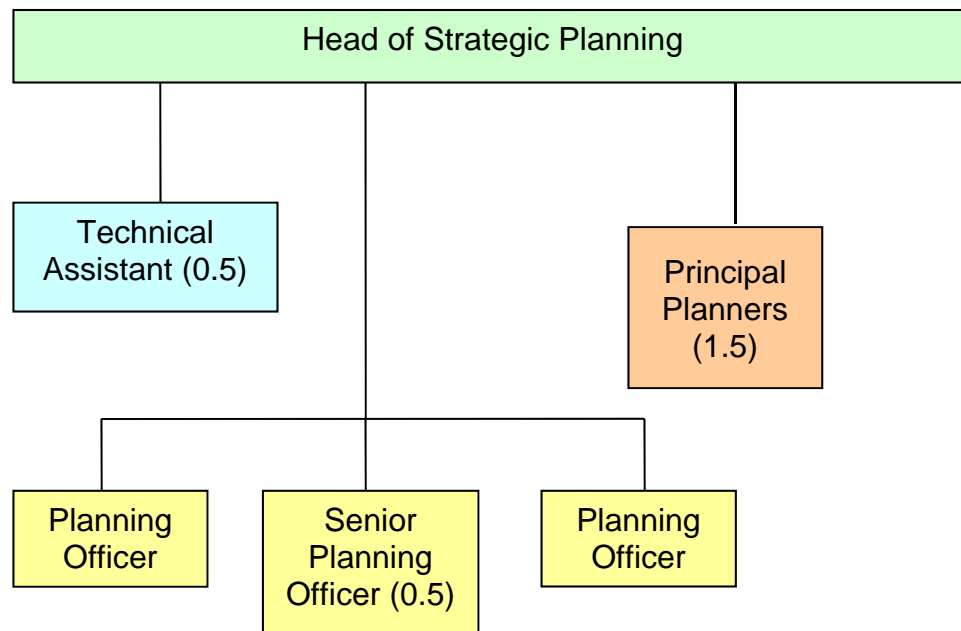 Head of Strategic Planning
Technical
Assistant (0.5)
Principal
Planners
(1.5)
Planning
Officer
Senior
Planning
Officer (0.5)
Planning
Officer